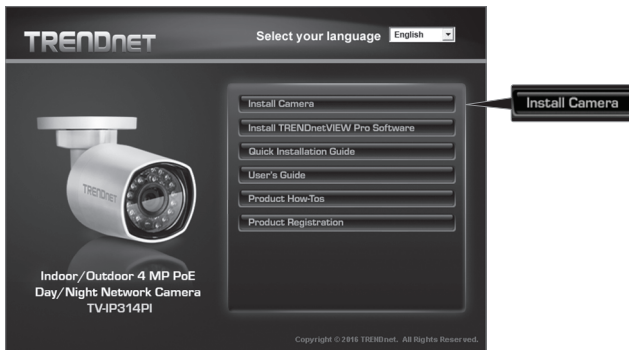 TRENDnet
Select your language English
Install Camera
Install Camera
Install TRENDnetVIEW Pro Software
Quick Installation Guide
User's Guide
Product How-Tos
Product Registration
TRENDnet
Indoor/Outdoor 4 MP PoE
Day/Night Network Camera
TV-IP314PI
Copyright © 2016 TRENDnet. All Rights Reserved.